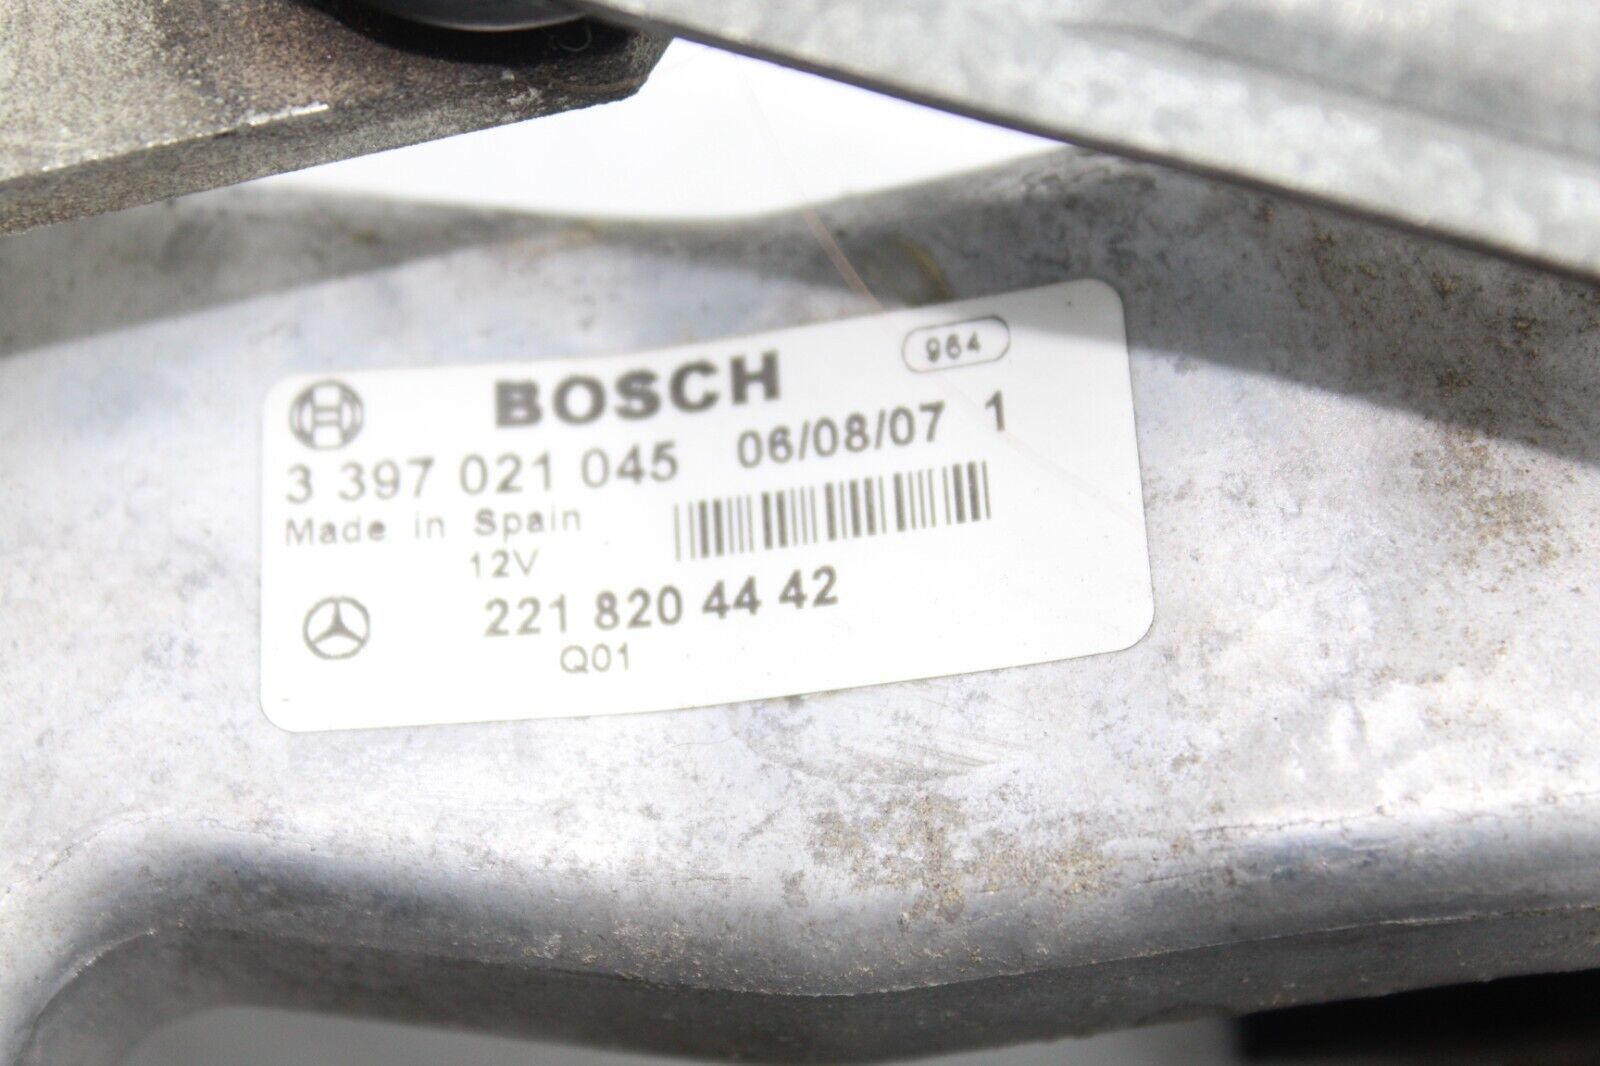 964
BOSCH
3 397 021 045 06/08/07 1
Made in Spain
12V
221 820 44 42
Q01